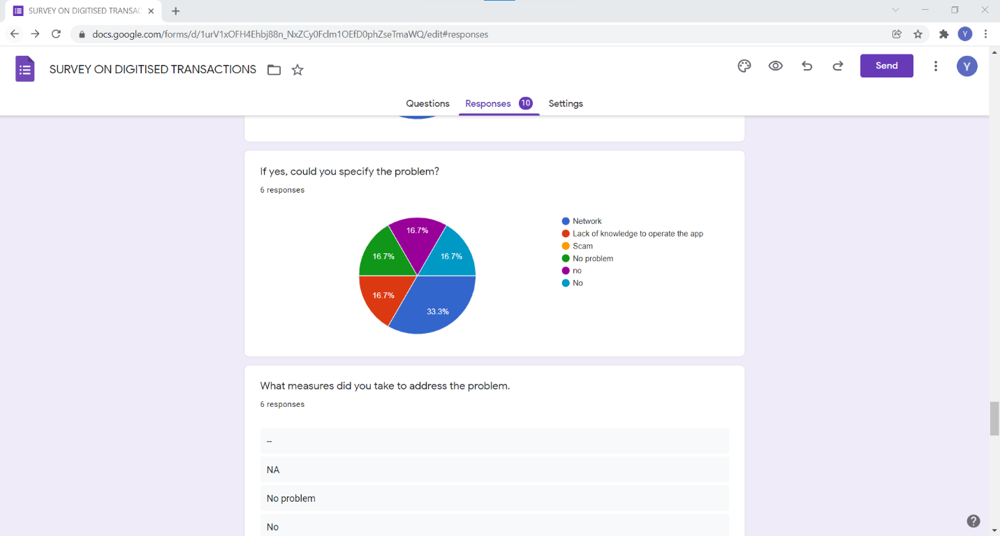 SURVEY ON DIGITISED TRANSAC
docs.google.com/forms/d/1urV1xOFH4Ehbj88n_NxZCy0Fclm1OEfD0phZseTmaWQ/edit#responses
Y
SURVEY ON DIGITISED TRANSACTIONS
Send
Y
Questions
Responses 10
Settings
If yes, could you specify the problem?
6 responses
16.7%
16.7%
16.7%
16.7%
33.3%
Network
Lack of knowledge to operate the app
Scam
No problem
no
No
What measures did you take to address the problem.
6 responses
--
NA
No problem
No